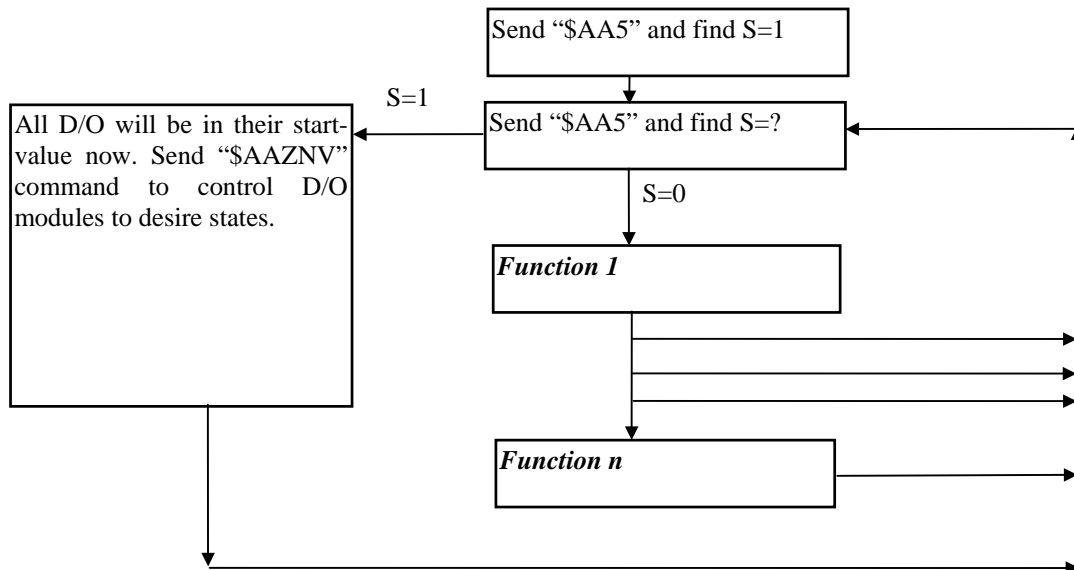 Send “$AA5” and find S=1
S=1
All D/O will be in their start-
value now. Send “$AAZNV”
command to control D/O
modules to desire states.
Send “$AA5” and find S=?
S=0
Function 1
Function n